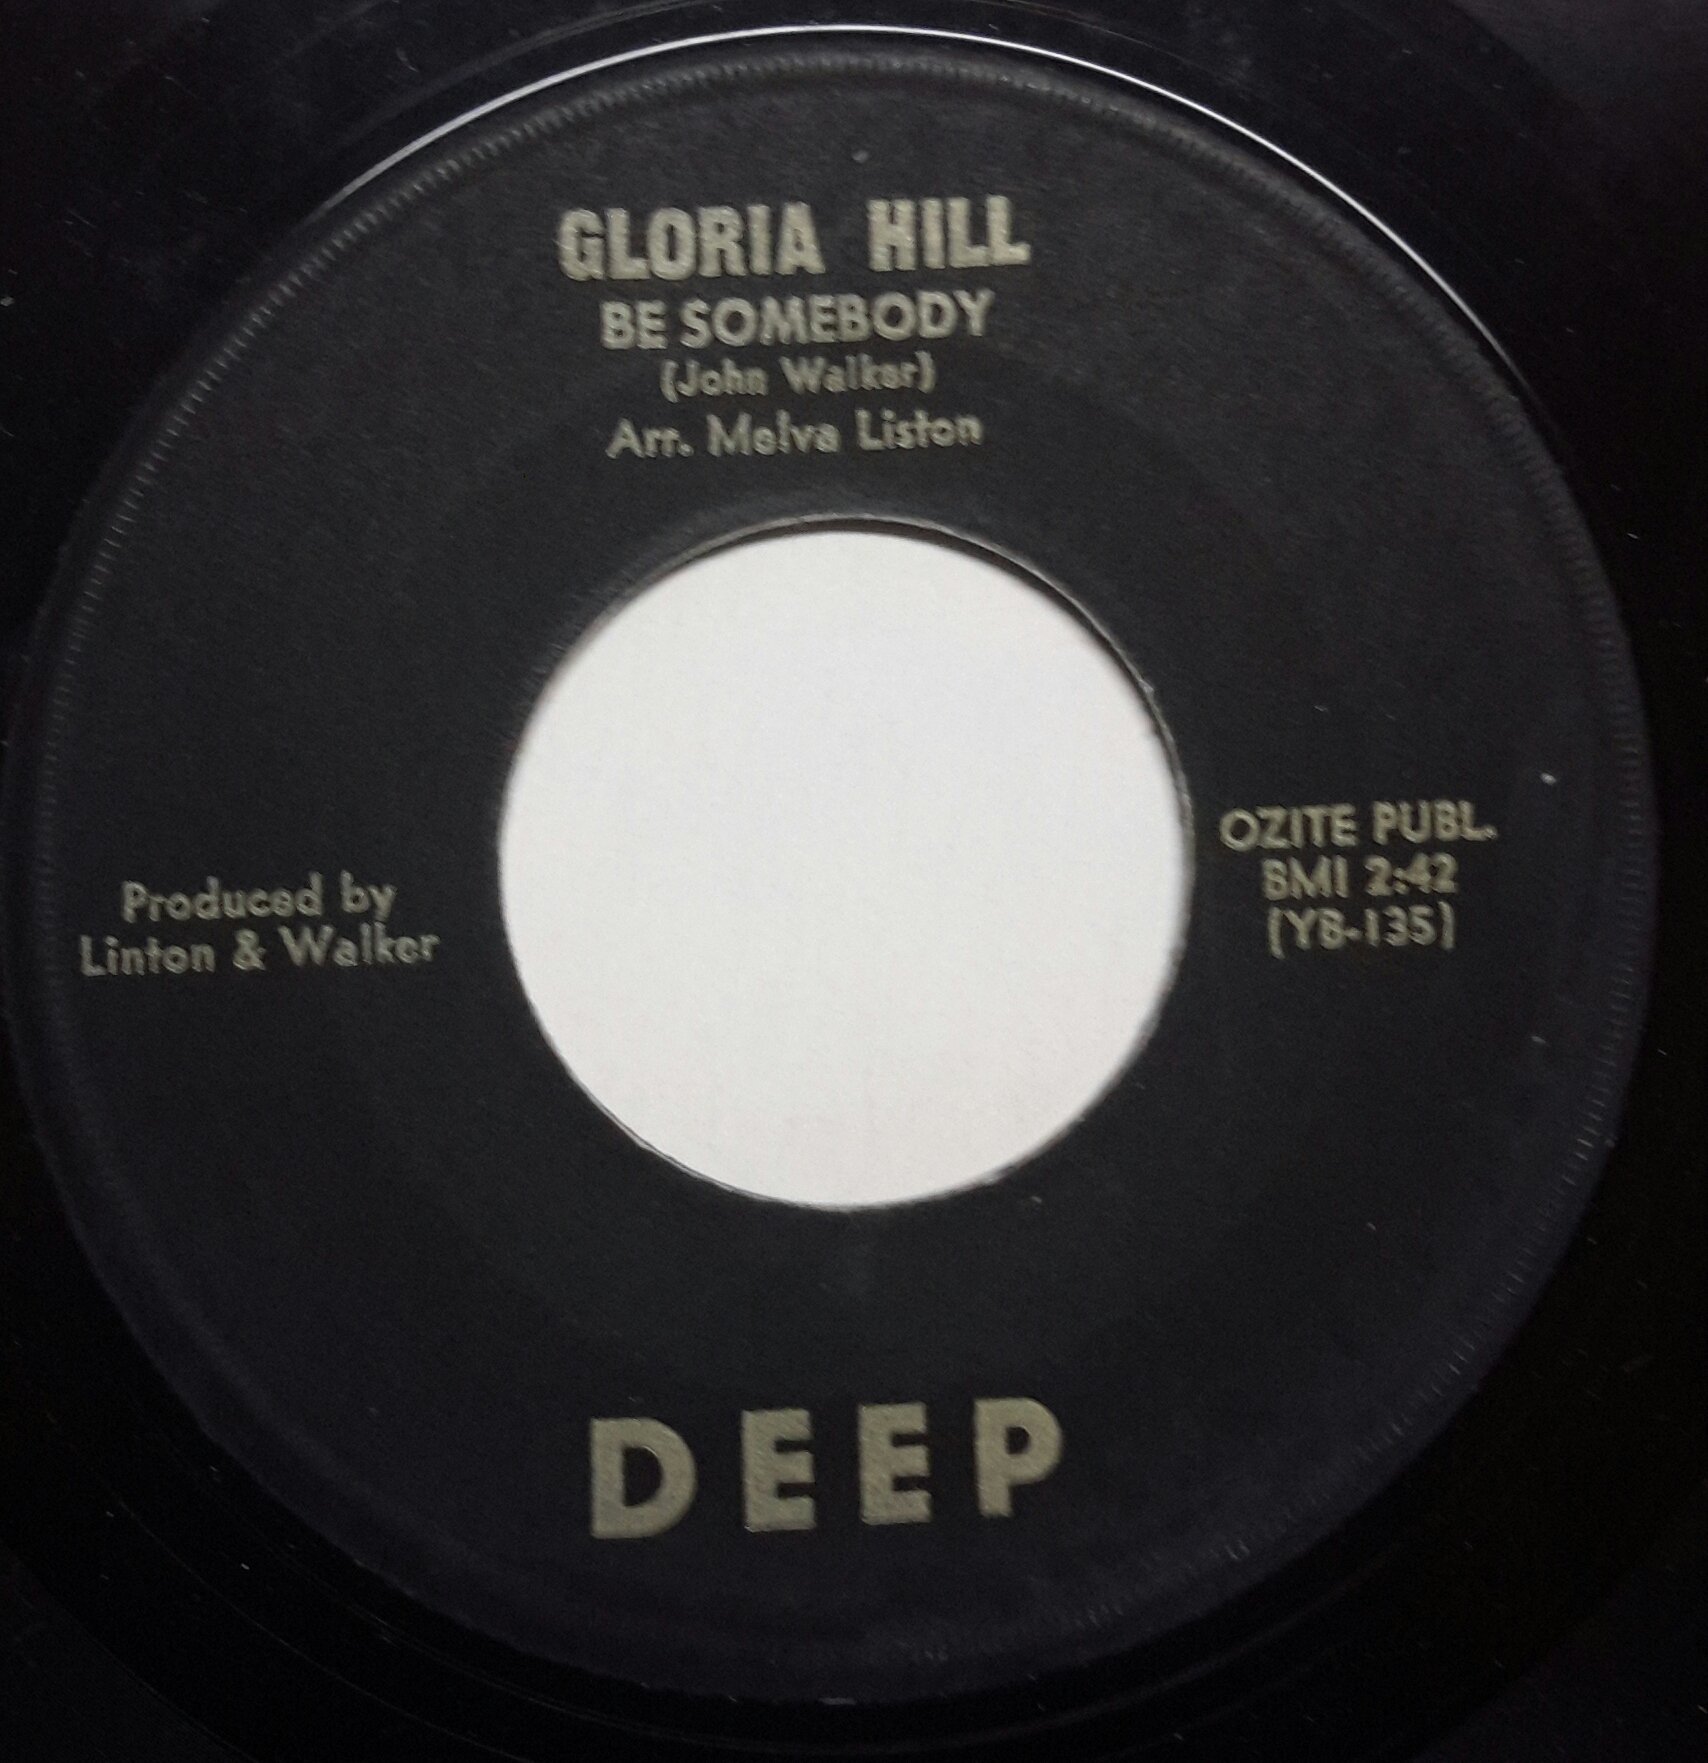 GLORIA HILL
BE SOMEBODY
(John Walker)
Arr. Melva Liston
Produced by
Linton & Walker
OZITE PUBL.
BMI 2:42
(YB-135)
DEEP